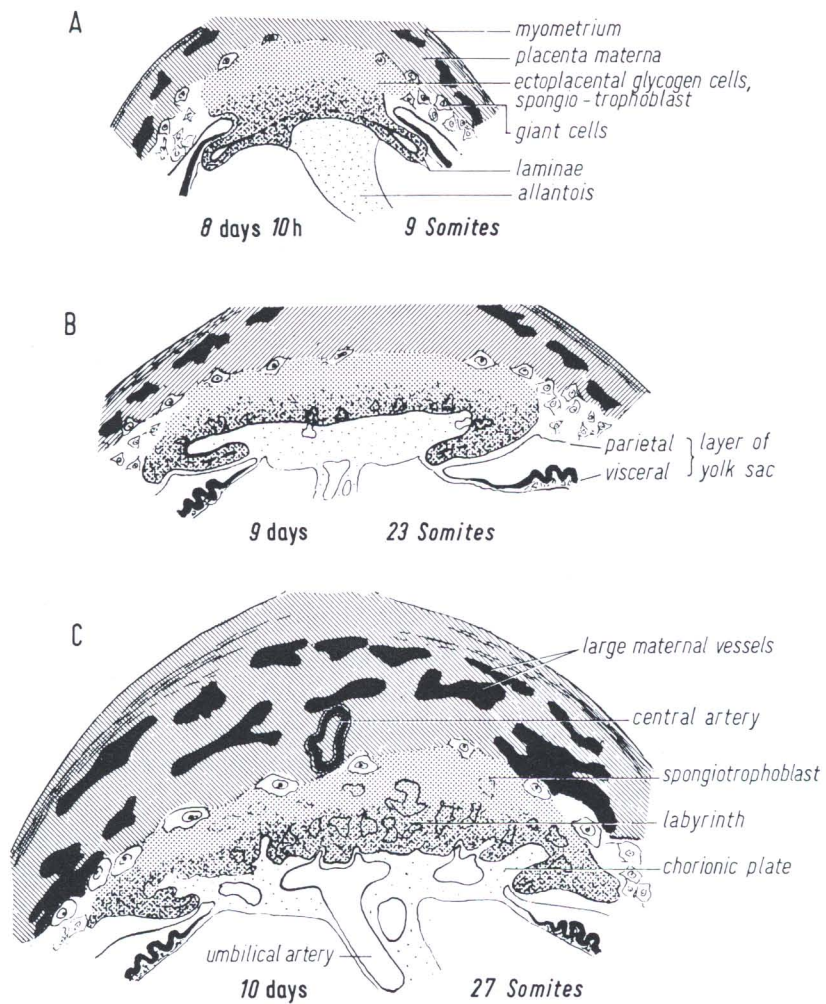 A
myometrium
placenta materna
ectoplacental glycogen cells,
spongio-trophoblast
giant cells
laminae
allantois
8 days 10h 9 Somites
B
parietal } layer of
visceral } yolk sac
9 days 23 Somites
C
large maternal vessels
central artery
spongiotrophoblast
labyrinth
chorionic plate
umbilical artery
10 days 27 Somites